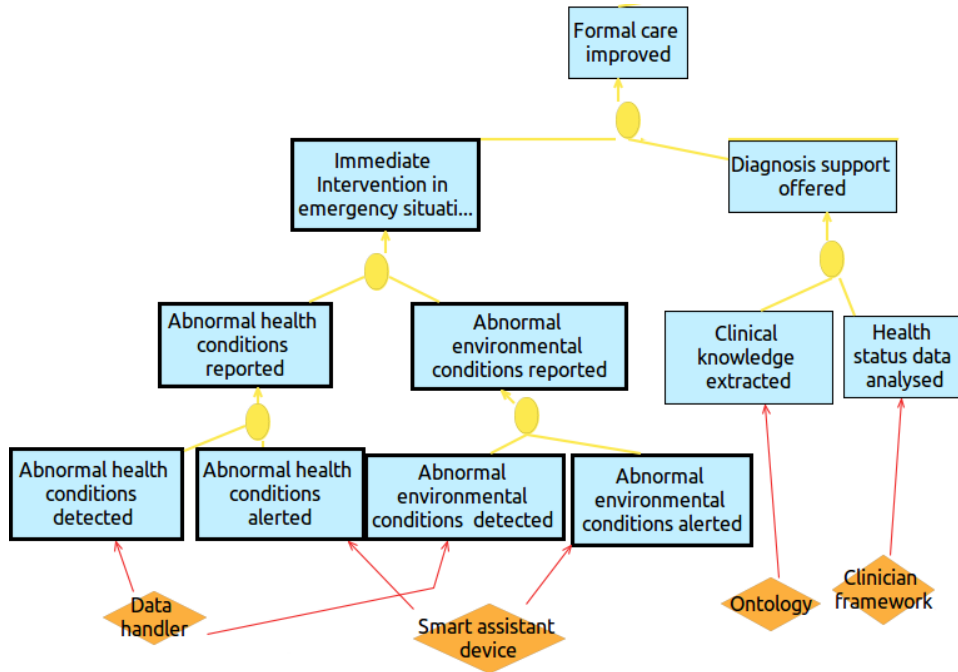 Formal care
improved
Immediate
Intervention in
emergency situati...
Diagnosis support
offered
Abnormal health
conditions
reported
Abnormal
environmental
conditions reported
Clinical
knowledge
extracted
Health
status data
analysed
Abnormal health
conditions
detected
Abnormal health
conditions
alerted
Abnormal
environmental
conditions  detected
Abnormal
environmental
conditions alerted
Data
handler
Smart assistant
device
Ontology
Clinician
framework